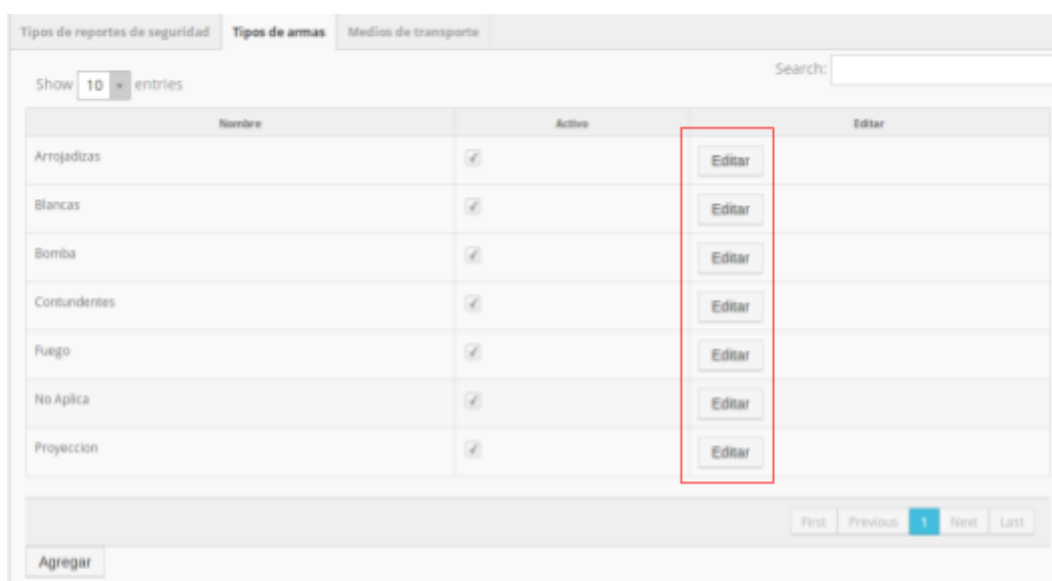 Tipos de reportes de seguridad Tipos de armas Medios de transporte
Search:
Show 10 entries
Nombre Activo Editar
Arrojadizas Editar
Blancas Editar
Bomba Editar
Contundentes Editar
Fuego Editar
No Aplica Editar
Proyeccion Editar
First Previous 1 Next Last
Agregar